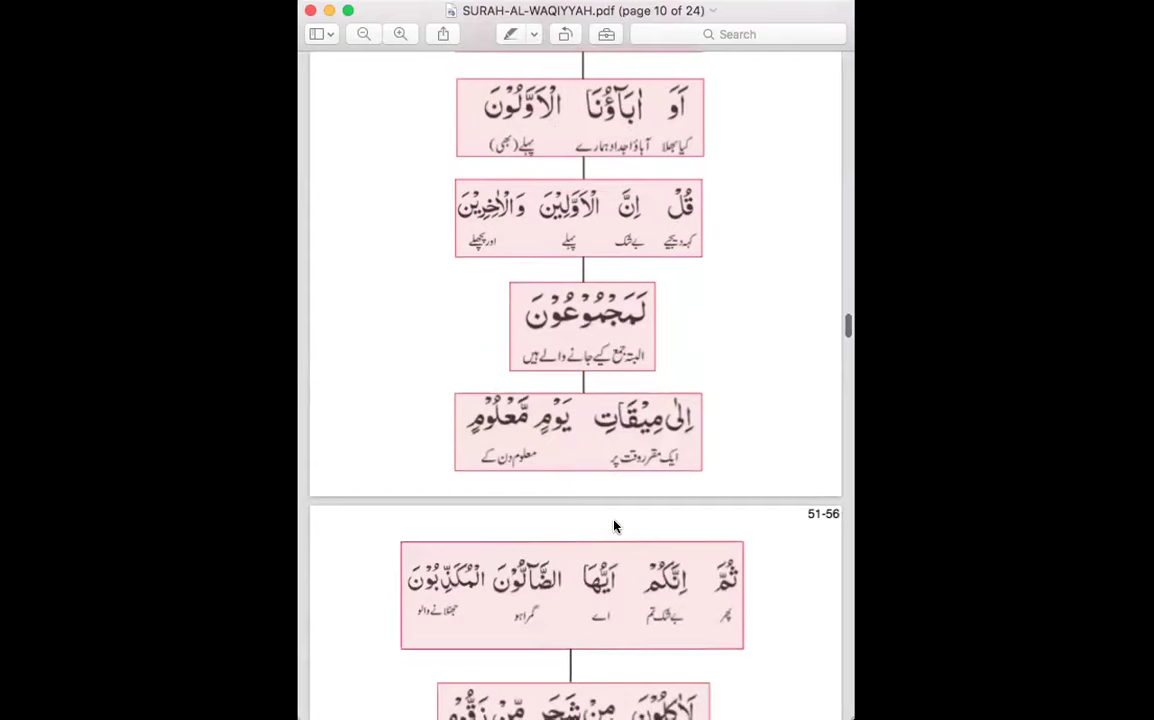 SURAH-AL-WAQIYYAH.pdf (page 10 of 24)
Search
اَوَ اٰبَآؤُنَا الْاَوَّلُوْنَ
کیا بھلا آباؤ اجداد ہمارے پہلے (بھی)
قُلْ اِنَّ الْاَوَّلِيْنَ وَالْاٰخِرِيْنَ
کہہ دیجیے بے شک پہلے اور پچھلے
لَمَجْمُوْعُوْنَ
البتہ جمع کیے جانے والے ہیں
اِلٰى مِيْقَاتِ يَوْمٍ مَّعْلُوْمٍ
ایک مقرر وقت پر معلوم دن کے
51-56
ثُمَّ اِنَّكُمْ اَيُّهَا الضَّآلُّوْنَ الْمُكَذِّبُوْنَ
پھر بے شک تم اے گمراہو جھٹلانے والو
لَاٰكِلُوْنَ مِنْ شَجَرٍ مِّنْ زَقُّوْمٍ